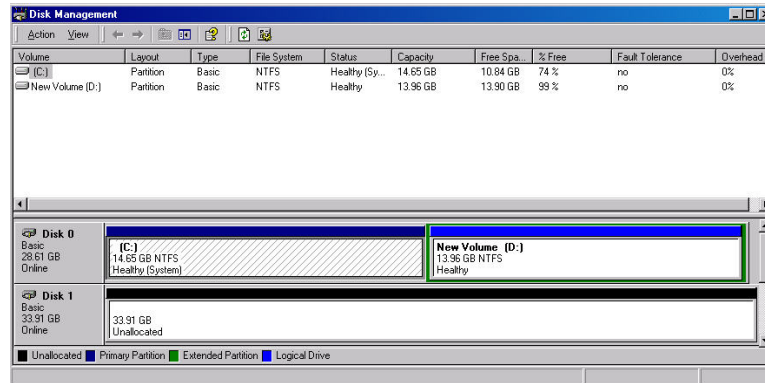 Disk Management
Action View
Volume Layout Type File System Status Capacity Free Spa... % Free Fault Tolerance Overhead
(C:) Partition Basic NTFS Healthy (Sy... 14.65 GB 10.84 GB 74 % no 0%
New Volume (D:) Partition Basic NTFS Healthy 13.96 GB 13.90 GB 99 % no 0%
Disk 0
Basic
28.61 GB
Online
(C:)
14.65 GB NTFS
Healthy (System)
New Volume (D:)
13.96 GB NTFS
Healthy
Disk 1
Basic
33.91 GB
Online
33.91 GB
Unallocated
Unallocated Primary Partition Extended Partition Logical Drive